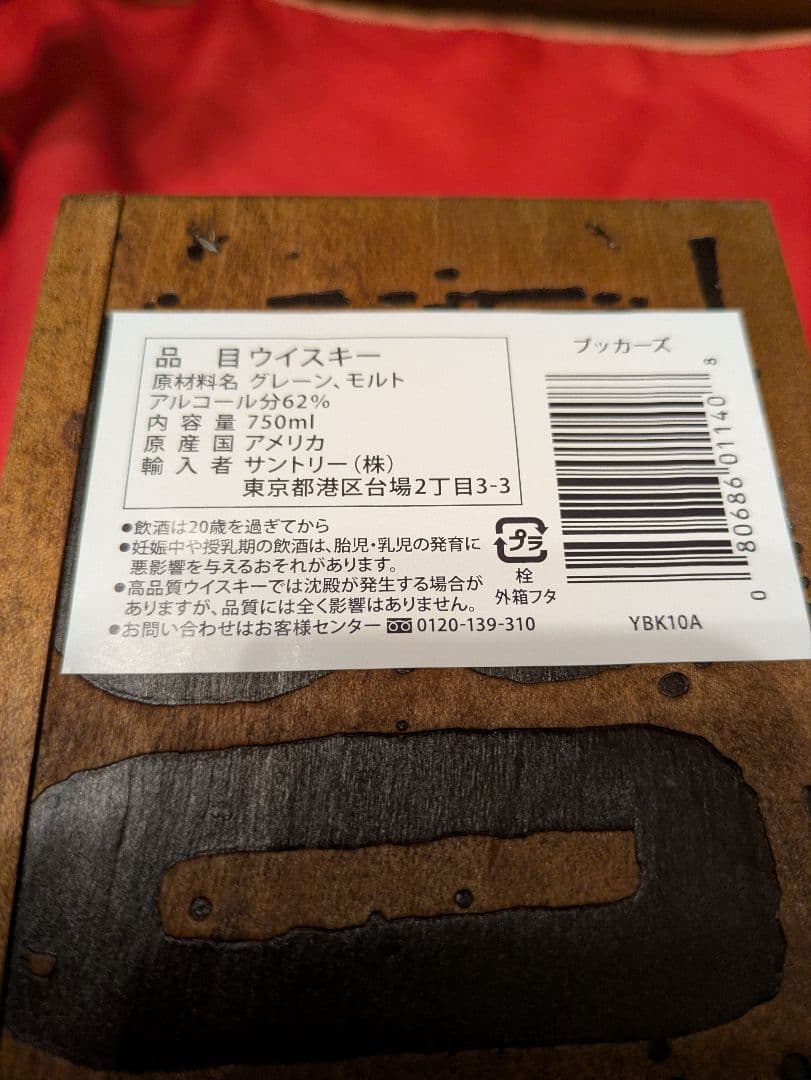 品 目 ウイスキー
原材料名 グレーン、モルト
アルコール分62%
内容量 750ml
原産国 アメリカ
輸入者 サントリー(株)
東京都港区台場2丁目3-3
●飲酒は20歳を過ぎてから
●妊娠中や授乳期の飲酒は、胎児・乳児の発育に
悪影響を与えるおそれがあります。
●高品質ウイスキーでは沈殿が発生する場合が
ありますが、品質には全く影響はありません。
●お問い合わせはお客様センター 0120-139-310
プラ
栓
外箱フタ
ブッカーズ
0 80686 01140 8
YBK10A